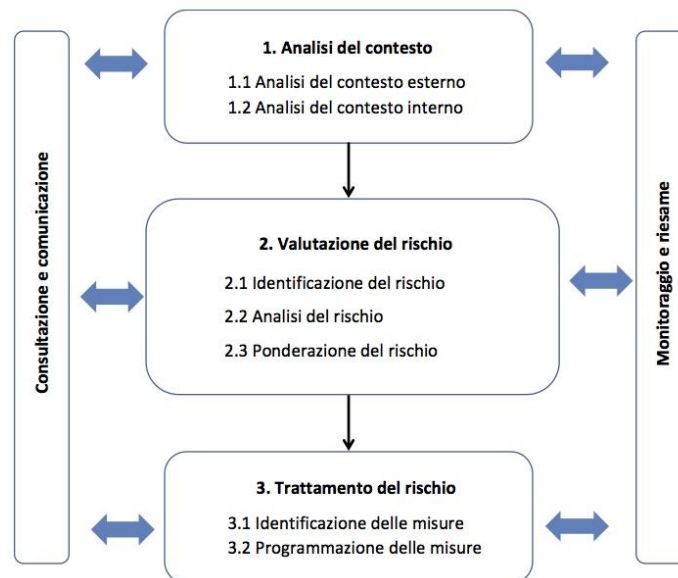 Consultazione e comunicazione
1. Analisi del contesto
1.1 Analisi del contesto esterno
1.2 Analisi del contesto interno
2. Valutazione del rischio
2.1 Identificazione del rischio
2.2 Analisi del rischio
2.3 Ponderazione del rischio
3. Trattamento del rischio
3.1 Identificazione delle misure
3.2 Programmazione delle misure
Monitoraggio e riesame